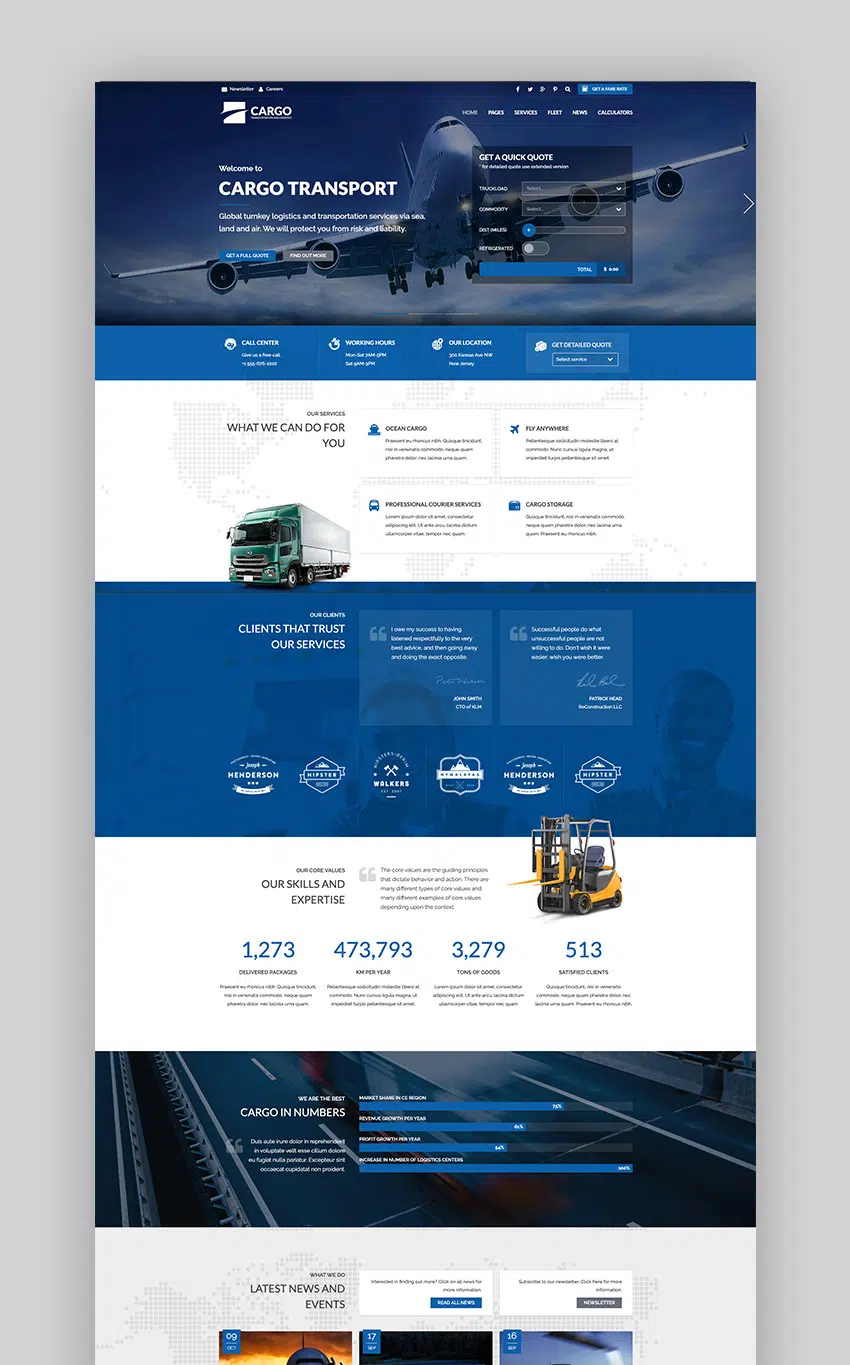 Newsletter Careers
GET A FARE RATE
CARGO
HOME PAGES SERVICES FLEET NEWS CALCULATORS
Welcome to
CARGO TRANSPORT
Global turnkey logistics and transportation services via sea,
land and air. We will protect you from risk and liability.
GET A FULL QUOTE
FIND OUT MORE
GET A QUICK QUOTE
* for detailed quote use extended version
TRUCKLOAD Select...
COMMODITY Select...
DIST (MILES)
REFRIGERATED
TOTAL $ 0.00
CALL CENTER
Give us a free call
+1 555-676-1020
WORKING HOURS
Mon-Sat 7AM-5PM
Sat 9AM-5PM
OUR LOCATION
300 Kansas Ave NW
New Jersey
GET DETAILED QUOTE
Select service
OUR SERVICES
WHAT WE CAN DO FOR
YOU
OCEAN CARGO
Praesent eu rhoncus nibh. Quisque tincidunt,
nisl in venenatis commodo, neque quam
pharetra dolor, nec lacinia urna quam.
FLY ANYWHERE
Pellentesque sollicitudin molestie libero at
commodo. Nunc cursus ligula magna, ut
imperdiet turpis pellentesque sit amet.
PROFESSIONAL COURIER SERVICES
Lorem ipsum dolor sit amet, consectetur
adipiscing elit. Ut ante arcu, lacinia dictum
ullamcorper vitae, tempor nec quam.
CARGO STORAGE
Quisque tincidunt, nisl in venenatis commodo,
neque quam pharetra dolor, nec lacinia urna
quam.
OUR CLIENTS
CLIENTS THAT TRUST
OUR SERVICES
I owe my success to having
listened respectfully to the very
best advice, and then going away
and doing the exact opposite.
JOHN SMITH
CTO of KLM
Successful people do what
unsuccessful people are not
willing to do. Don't wish it were
easier, wish you were better.
PATRICK HEAD
ReConstruction LLC
Joseph
HENDERSON
HIPSTER
HIPSTERS-DENIM
WALKERS
EST. 2007
HYMALAYAS
Joseph
HENDERSON
HIPSTER
OUR CORE VALUES
OUR SKILLS AND
EXPERTISE
The core values are the guiding principles
that dictate behavior and action. There are
many different types of core values and
many different examples of core values
depending upon the context.
1,273
DELIVERED PACKAGES
Praesent eu rhoncus nibh. Quisque tincidunt,
nisl in venenatis commodo, neque quam
pharetra dolor, nec lacinia urna quam.
473,793
KM PER YEAR
Pellentesque sollicitudin molestie libero at
commodo. Nunc cursus ligula magna, ut
imperdiet turpis pellentesque sit amet.
3,279
TONS OF GOODS
Lorem ipsum dolor sit amet, consectetur
adipiscing elit. Ut ante arcu, lacinia dictum
ullamcorper vitae, tempor nec quam.
513
SATISFIED CLIENTS
Quisque tincidunt, nisl in venenatis
commodo, neque quam pharetra dolor, nec
lacinia urna quam.
WE ARE THE BEST
CARGO IN NUMBERS
Duis aute irure dolor in reprehenderit
in voluptate velit esse cillum dolore
eu fugiat nulla pariatur. Excepteur sint
occaecat cupidatat non proident.
MARKET SHARE IN CE REGION
75%
REVENUE GROWTH PER YEAR
61%
PROFIT GROWTH PER YEAR
54%
INCREASE IN NUMBER OF LOGISTICS CENTERS
100%
WHAT WE DO
LATEST NEWS AND
EVENTS
Interested in finding out more? Click on all news for
more information.
READ ALL NEWS
Subscribe to our newsletter. Click here for more
information.
NEWSLETTER
09
OCT
17
SEP
16
SEP